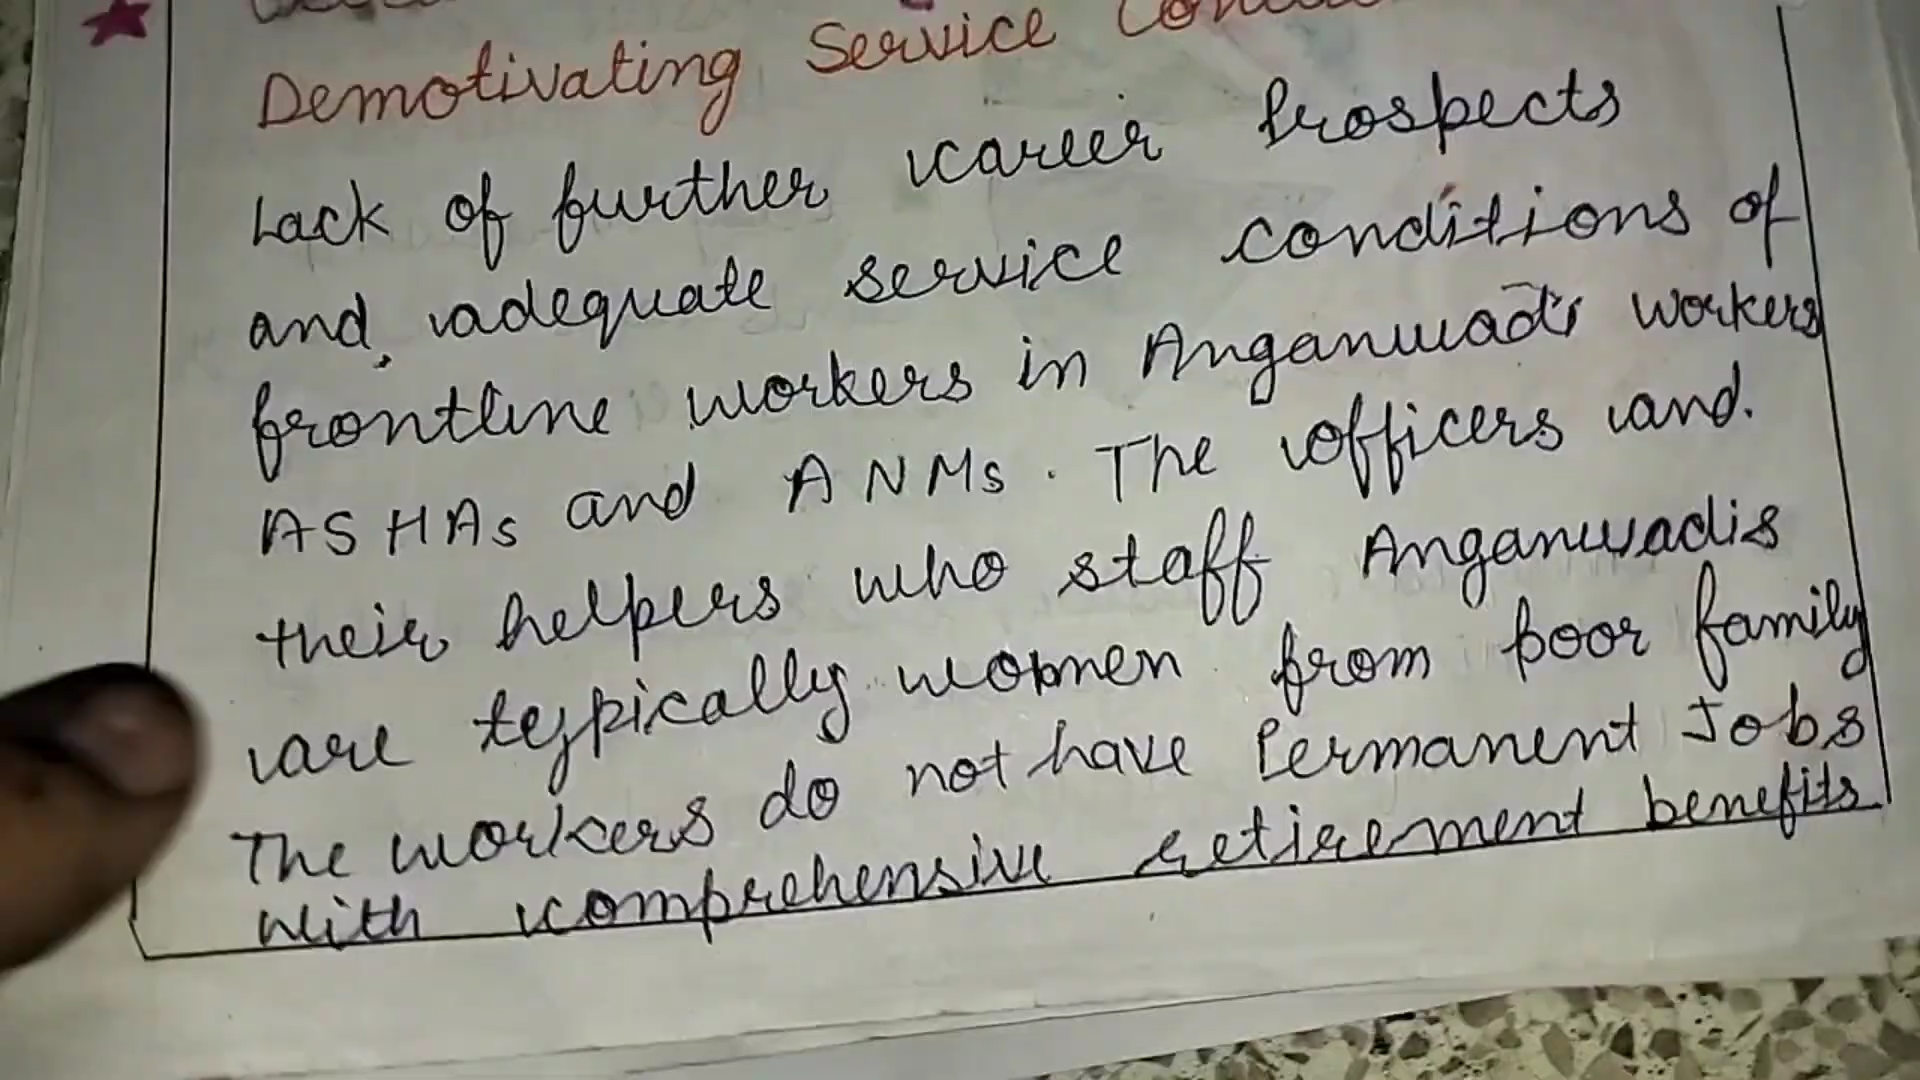 Demotivating Service
Lack of further career Prospects
and, adequate service conditions of
frontline workers in Anganwadi workers
ASHAs and ANMs. The officers and.
their helpers who staff Anganwadis
are typically women from poor family
The workers do not have Permanent Jobs
with comprehensive retirement benefits